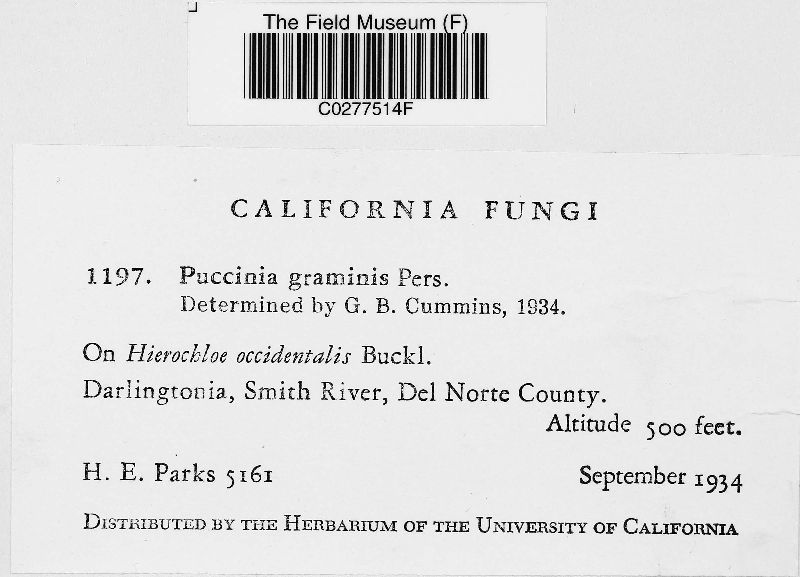 The Field Museum (F)
C0277514F
CALIFORNIA FUNGI
1197. Puccinia graminis Pers.
Determined by G. B. Cummins, 1934.
On Hierochloe occidentalis Buckl.
Darlingtonia, Smith River, Del Norte County.
Altitude 500 feet.
H. E. Parks 5161 September 1934
DISTRIBUTED BY THE HERBARIUM OF THE UNIVERSITY OF CALIFORNIA